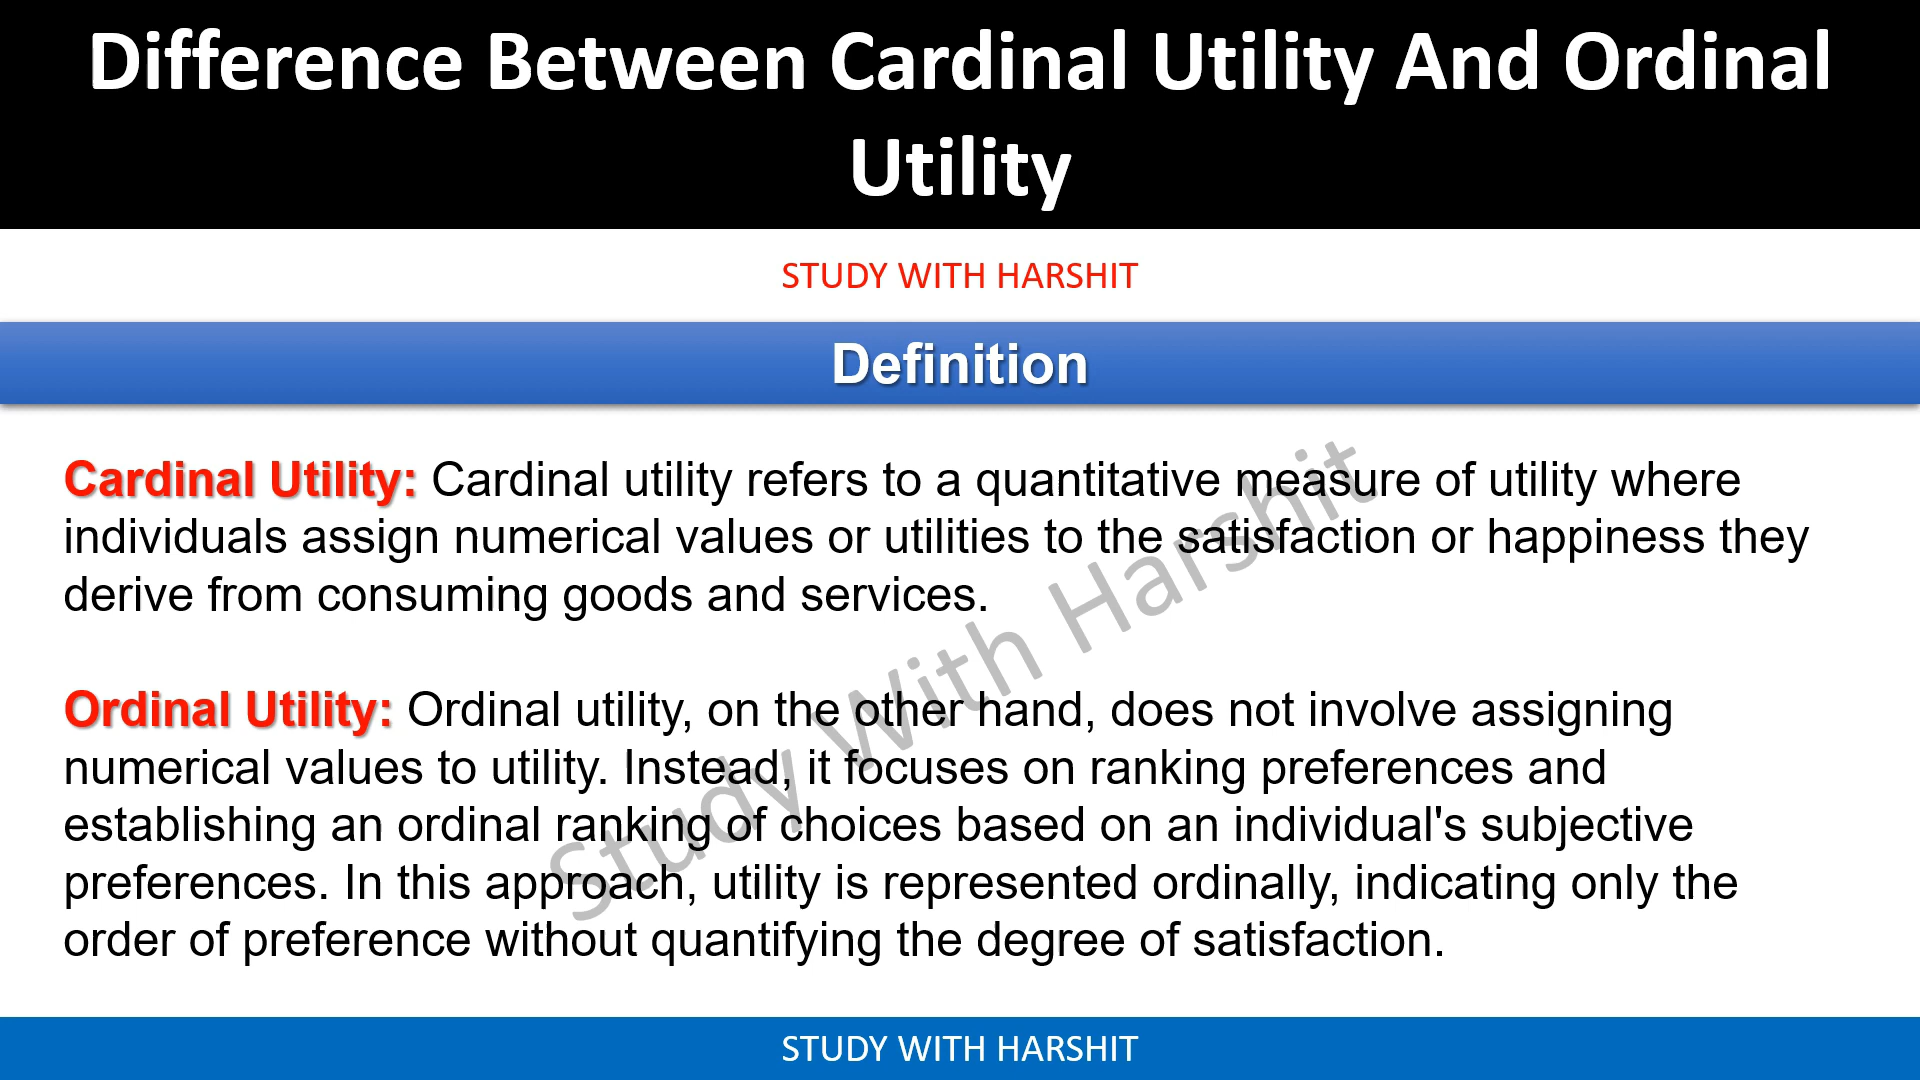 Difference Between Cardinal Utility And Ordinal
Utility
STUDY WITH HARSHIT
Definition
Cardinal Utility: Cardinal utility refers to a quantitative measure of utility where
individuals assign numerical values or utilities to the satisfaction or happiness they
derive from consuming goods and services.
Ordinal Utility: Ordinal utility, on the other hand, does not involve assigning
numerical values to utility. Instead, it focuses on ranking preferences and
establishing an ordinal ranking of choices based on an individual's subjective
preferences. In this approach, utility is represented ordinally, indicating only the
order of preference without quantifying the degree of satisfaction.
Study With Harshit
STUDY WITH HARSHIT